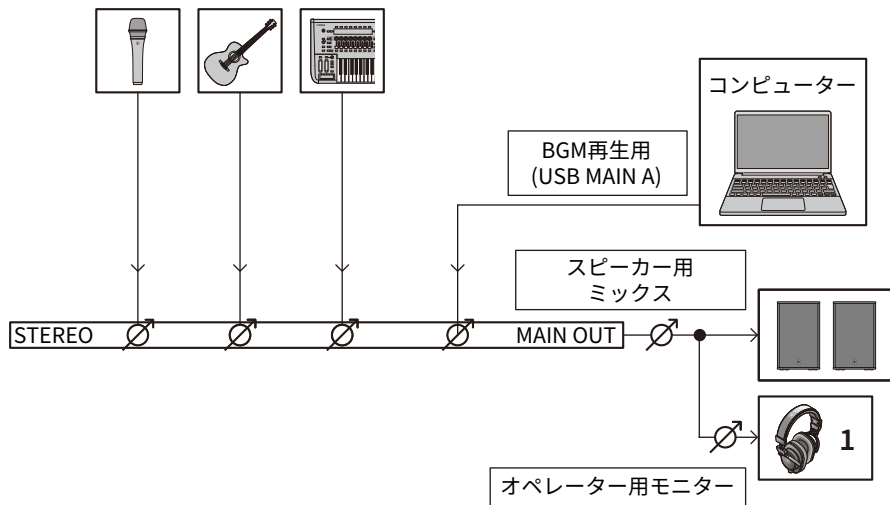 コンピューター
BGM再生用
(USB MAIN A)
スピーカー用
ミックス
STEREO
MAIN OUT
1
オペレーター用モニター